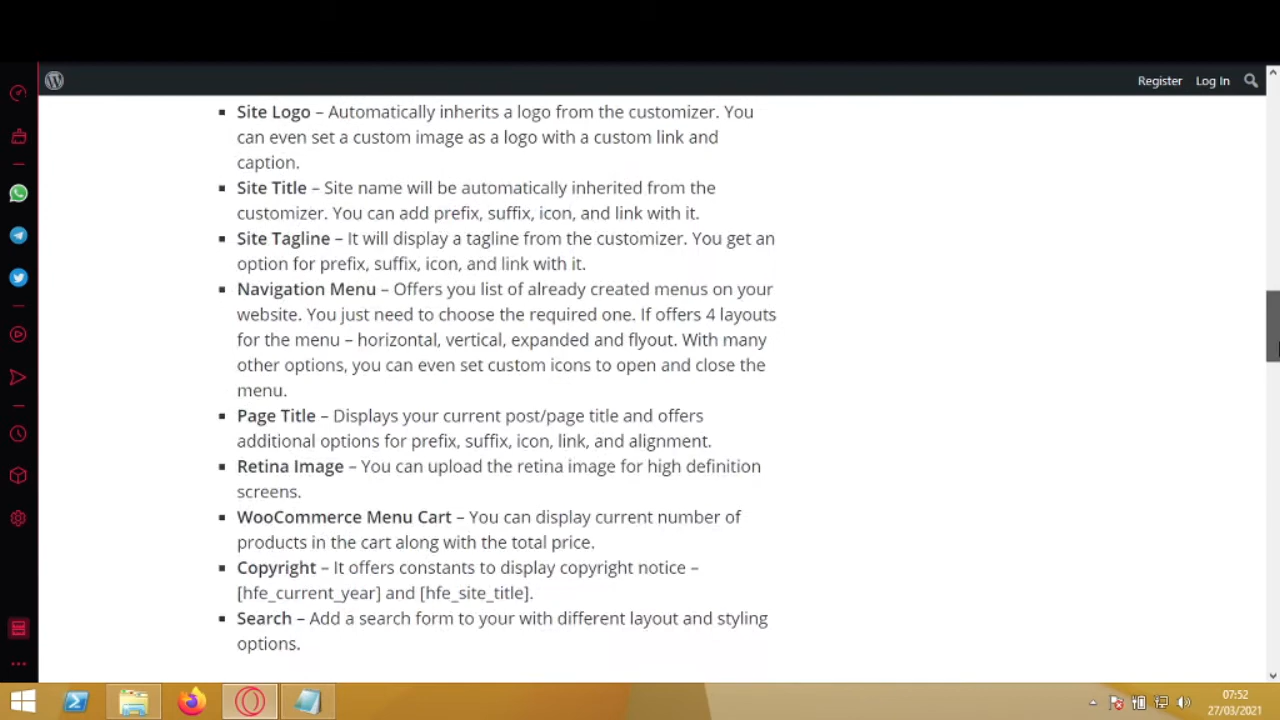 Register Log In
Site Logo – Automatically inherits a logo from the customizer. You
can even set a custom image as a logo with a custom link and
caption.
Site Title – Site name will be automatically inherited from the
customizer. You can add prefix, suffix, icon, and link with it.
Site Tagline – It will display a tagline from the customizer. You get an
option for prefix, suffix, icon, and link with it.
Navigation Menu – Offers you list of already created menus on your
website. You just need to choose the required one. If offers 4 layouts
for the menu – horizontal, vertical, expanded and flyout. With many
other options, you can even set custom icons to open and close the
menu.
Page Title – Displays your current post/page title and offers
additional options for prefix, suffix, icon, link, and alignment.
Retina Image – You can upload the retina image for high definition
screens.
WooCommerce Menu Cart – You can display current number of
products in the cart along with the total price.
Copyright – It offers constants to display copyright notice –
[hfe_current_year] and [hfe_site_title].
Search – Add a search form to your with different layout and styling
options.
07:52
27/03/2021